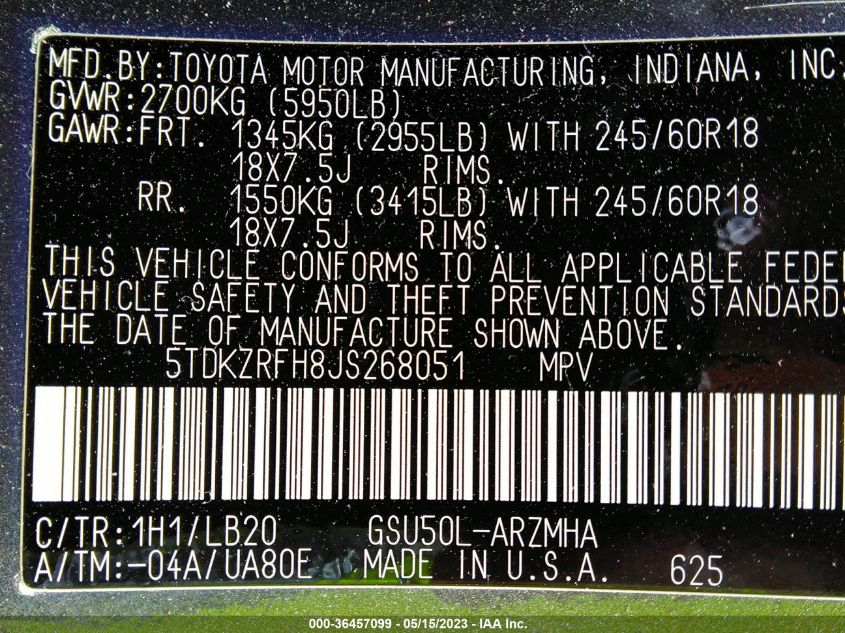 MFD.BY:TOYOTA MOTOR MANUFACTURING, INDIANA, INC.
GVWR:2700KG (5950LB)
GAWR:FRT. 1345KG (2955LB) WITH 245/60R18
18X7.5J RIMS.
RR. 1550KG (3415LB) WITH 245/60R18
18X7.5J RIMS.
THIS VEHICLE CONFORMS TO ALL APPLICABLE FEDE
VEHICLE SAFETY AND THEFT PREVENTION STANDARDS
THE DATE OF MANUFACTURE SHOWN ABOVE.
5TDKZRFH8JS268051 MPV
C/TR:1H1/LB20 GSU50L-ARZMHA
A/TM:-04A/UA80E MADE IN U.S.A. 625
000-36457099 - 05/15/2023 - IAA Inc.